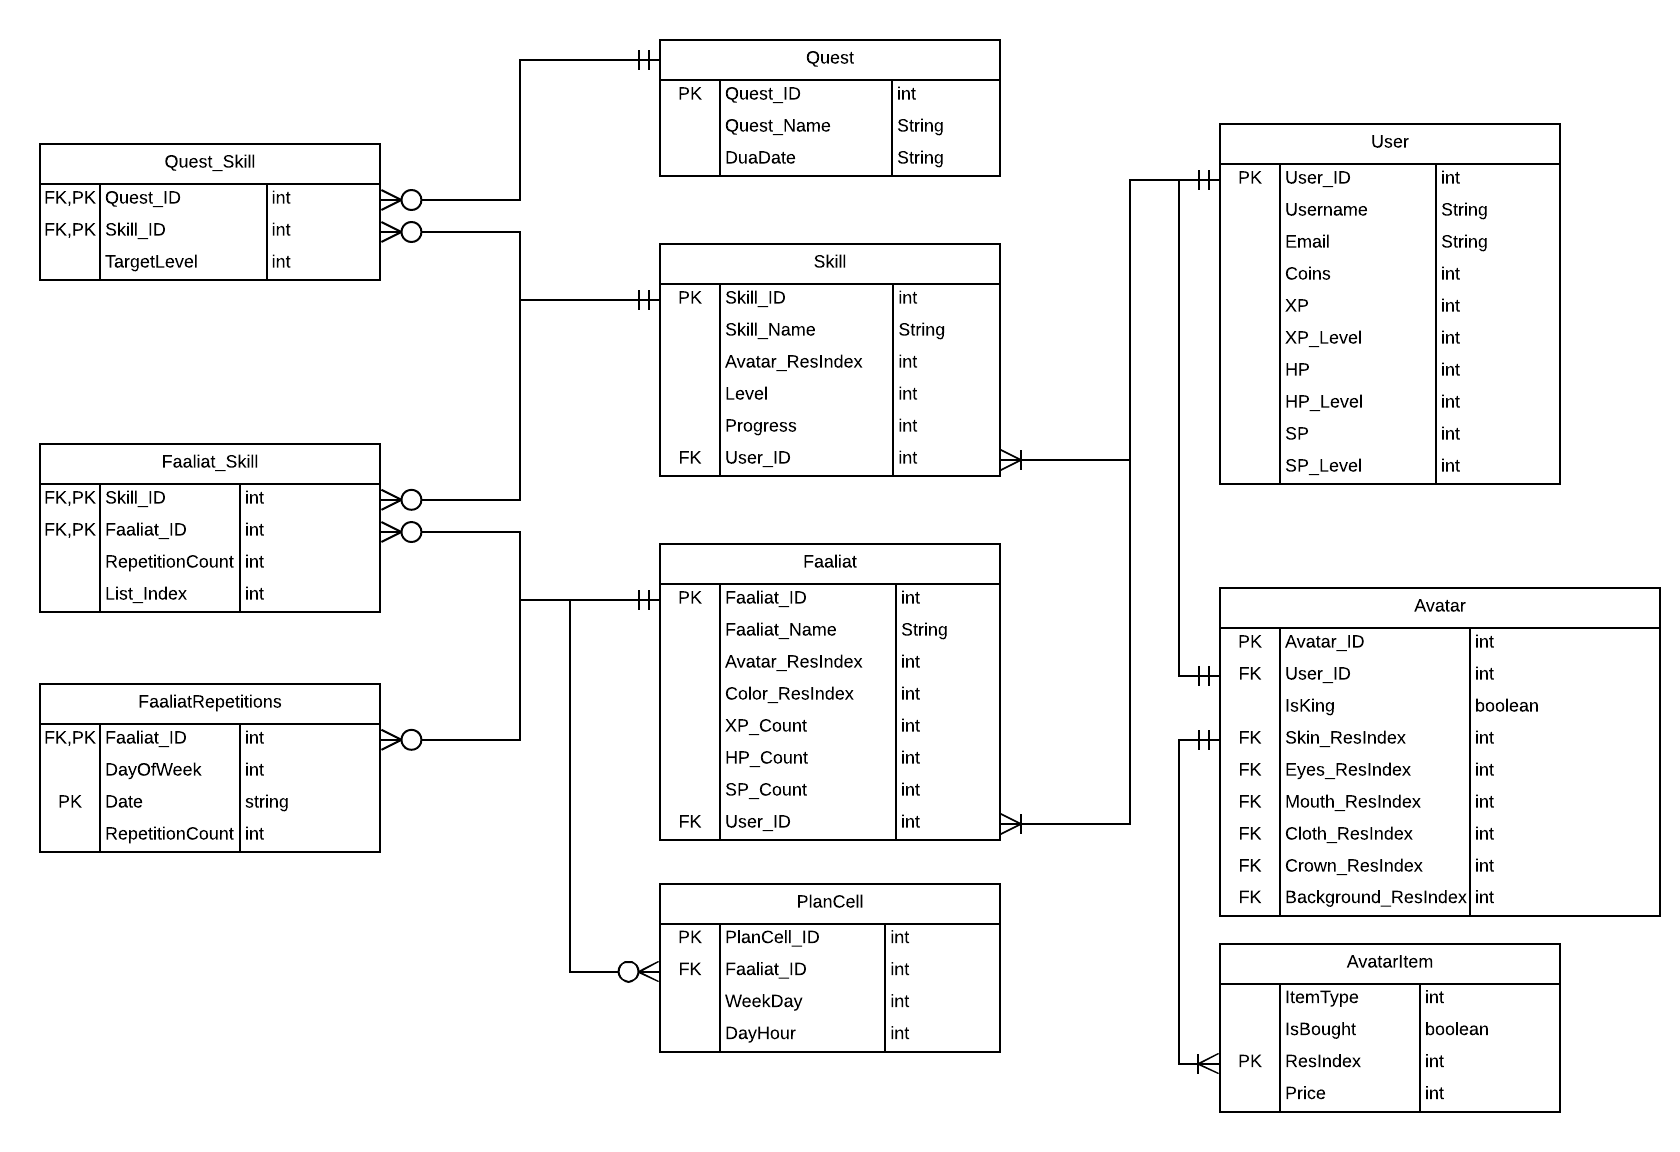 Quest
PK Quest_ID int
Quest_Name String
DuaDate String
Quest_Skill
FK,PK Quest_ID int
FK,PK Skill_ID int
TargetLevel int
Skill
PK Skill_ID int
Skill_Name String
Avatar_ResIndex int
Level int
Progress int
FK User_ID int
User
PK User_ID int
Username String
Email String
Coins int
XP int
XP_Level int
HP int
HP_Level int
SP int
SP_Level int
Faaliat_Skill
FK,PK Skill_ID int
FK,PK Faaliat_ID int
RepetitionCount int
List_Index int
Faaliat
PK Faaliat_ID int
Faaliat_Name String
Avatar_ResIndex int
Color_ResIndex int
XP_Count int
HP_Count int
SP_Count int
FK User_ID int
FaaliatRepetitions
FK,PK Faaliat_ID int
DayOfWeek int
PK Date string
RepetitionCount int
Avatar
PK Avatar_ID int
FK User_ID int
IsKing boolean
FK Skin_ResIndex int
FK Eyes_ResIndex int
FK Mouth_ResIndex int
FK Cloth_ResIndex int
FK Crown_ResIndex int
FK Background_ResIndex int
PlanCell
PK PlanCell_ID int
FK Faaliat_ID int
WeekDay int
DayHour int
AvatarItem
ItemType int
IsBought boolean
PK ResIndex int
Price int